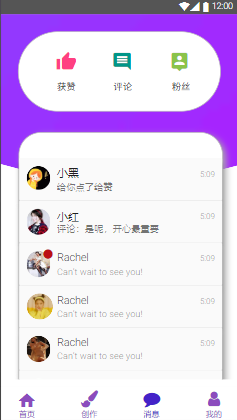 12:00
获赞 评论 粉丝
小黑 5:09
给你点了个赞
小红 5:09
评论：是呢，开心最重要
Rachel 5:09
Can't wait to see you!
Rachel 5:09
Can't wait to see you!
Rachel 5:09
Can't wait to see you!
首页 创作 消息 我的